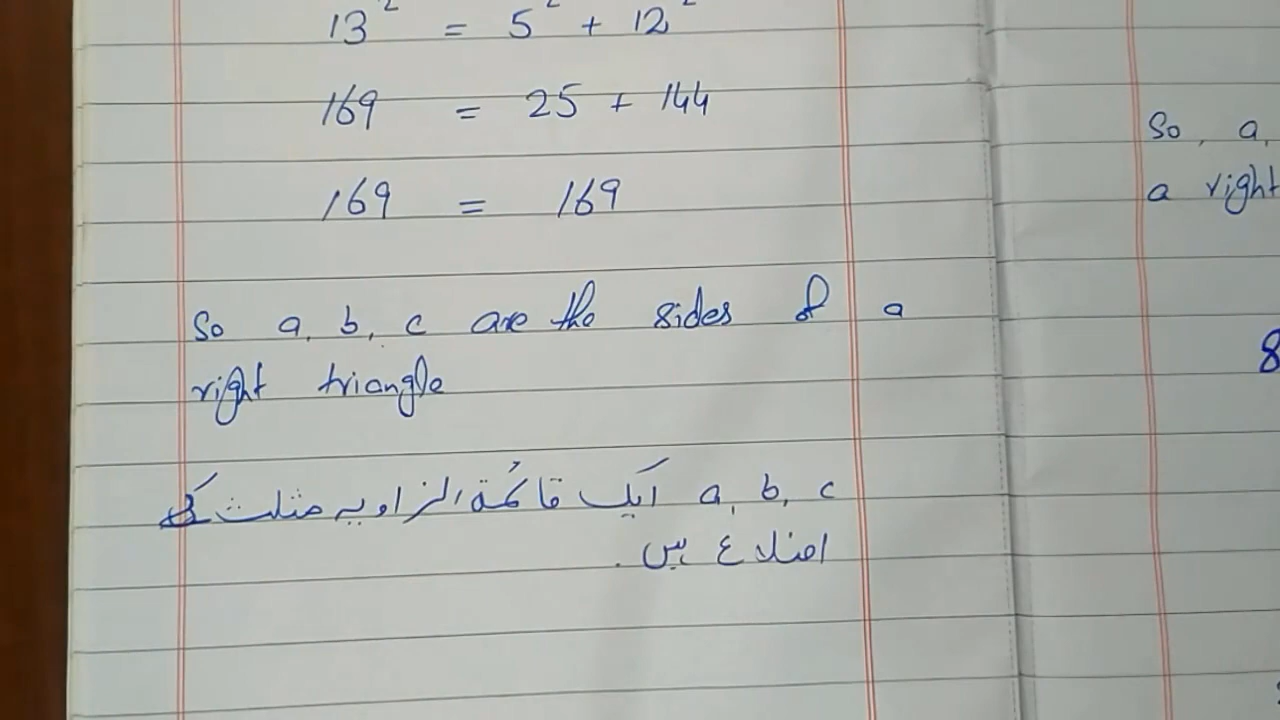 13² = 5² + 12²
169 = 25 + 144
169 = 169
So a, b, c are the sides of a
right triangle
a, b, c ایک قائمۃ الزاویہ مثلث کے
اضلاع ہیں.
So, a,
a right
8